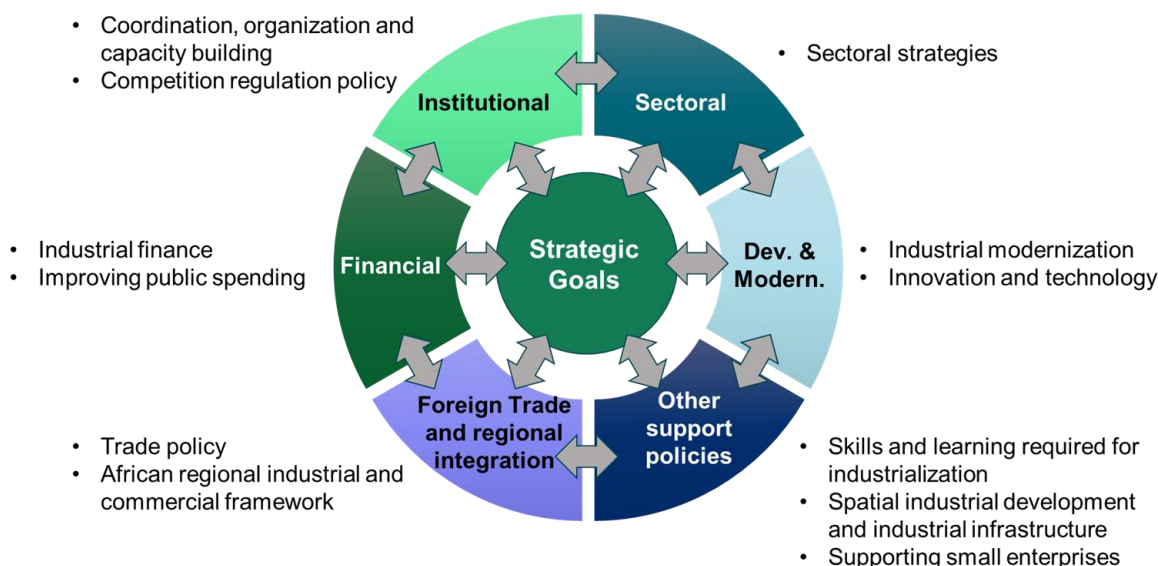 • Coordination, organization and
capacity building
• Competition regulation policy
Institutional
Sectoral
• Sectoral strategies
• Industrial finance
• Improving public spending
Financial
Strategic
Goals
Dev. &
Modern.
• Industrial modernization
• Innovation and technology
• Trade policy
• African regional industrial and
commercial framework
Foreign Trade
and regional
integration
Other
support
policies
• Skills and learning required for
industrialization
• Spatial industrial development
and industrial infrastructure
• Supporting small enterprises